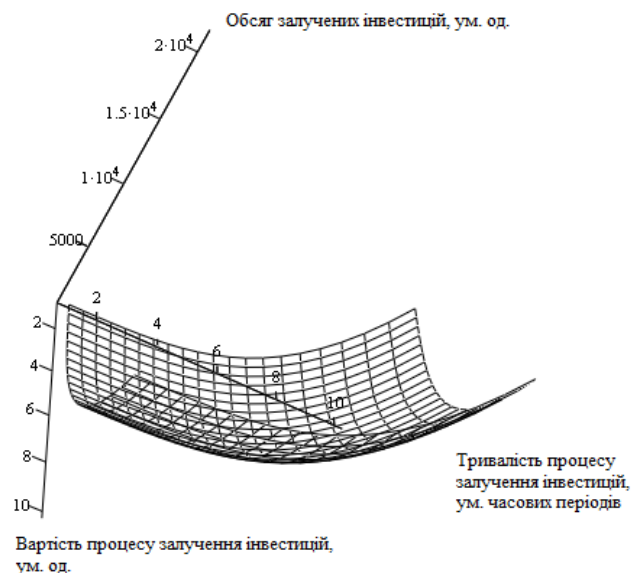 Обсяг залучених інвестицій, ум. од.
2·10⁴
1.5·10⁴
1·10⁴
5000
2
4
6
8
10
2
4
6
8
10
Тривалість процесу
залучення інвестицій,
ум. часових періодів
Вартість процесу залучення інвестицій,
ум. од.